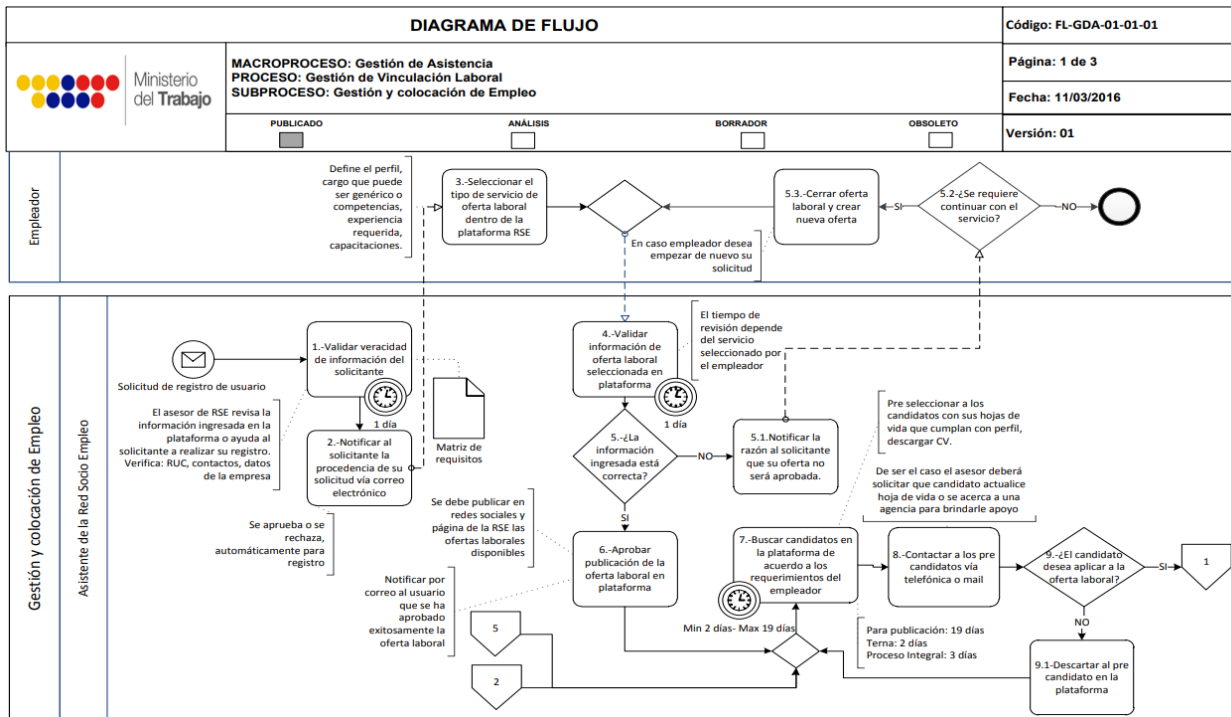 DIAGRAMA DE FLUJO
Código: FL-GDA-01-01-01
Ministerio
del Trabajo
MACROPROCESO: Gestión de Asistencia
PROCESO: Gestión de Vinculación Laboral
SUBPROCESO: Gestión y colocación de Empleo
Página: 1 de 3
Fecha: 11/03/2016
PUBLICADO
ANÁLISIS
BORRADOR
OBSOLETO
Versión: 01
Empleador
Define el perfil,
cargo que puede
ser genérico o
competencias,
experiencia
requerida,
capacitaciones.
3.-Seleccionar el
tipo de servicio de
oferta laboral
dentro de la
plataforma RSE
5.3.- Cerrar oferta
laboral y crear
nueva oferta
SI
5.2-¿Se requiere
continuar con el
servicio?
NO
En caso empleador desea
empezar de nuevo su
solicitud
Gestión y colocación de Empleo
Asistente de la Red Socio Empleo
Solicitud de registro de usuario
1.-Validar veracidad
de información del
solicitante
1 día
El asesor de RSE revisa la
información ingresada en la
plataforma o ayuda al
solicitante a realizar su registro.
Verifica: RUC, contactos, datos
de la empresa
2.-Notificar al
solicitante la
procedencia de su
solicitud vía correo
electrónico
Matriz de
requisitos
Se aprueba o se
rechaza,
automáticamente para
registro
4.-Validar
información de
oferta laboral
seleccionada en
plataforma
1 día
El tiempo de
revisión depende
del servicio
seleccionado por
el empleador
5.-¿La
información
ingresada está
correcta?
NO
SI
5.1.Notificar la
razón al solicitante
que su oferta no
será aprobada.
Pre seleccionar a los
candidatos con sus hojas de
vida que cumplan con perfil,
descargar CV.
De ser el caso el asesor deberá
solicitar que candidato actualice
hoja de vida o se acerca a una
agencia para brindarle apoyo
Se debe publicar en
redes sociales y
página de la RSE las
ofertas laborales
disponibles
6.-Aprobar
publicación de la
oferta laboral en
plataforma
Notificar por
correo al usuario
que se ha
aprobado
exitosamente la
oferta laboral
7.-Buscar candidatos en
la plataforma de
acuerdo a los
requerimientos del
empleador
Min 2 días- Max 19 días
Para publicación: 19 días
Terna: 2 días
Proceso Integral: 3 días
8.-Contactar a los pre
candidatos vía
telefónica o mail
9.-¿El candidato
desea aplicar a la
oferta laboral?
SI
1
NO
9.1-Descartar al pre
candidato en la
plataforma
5
2